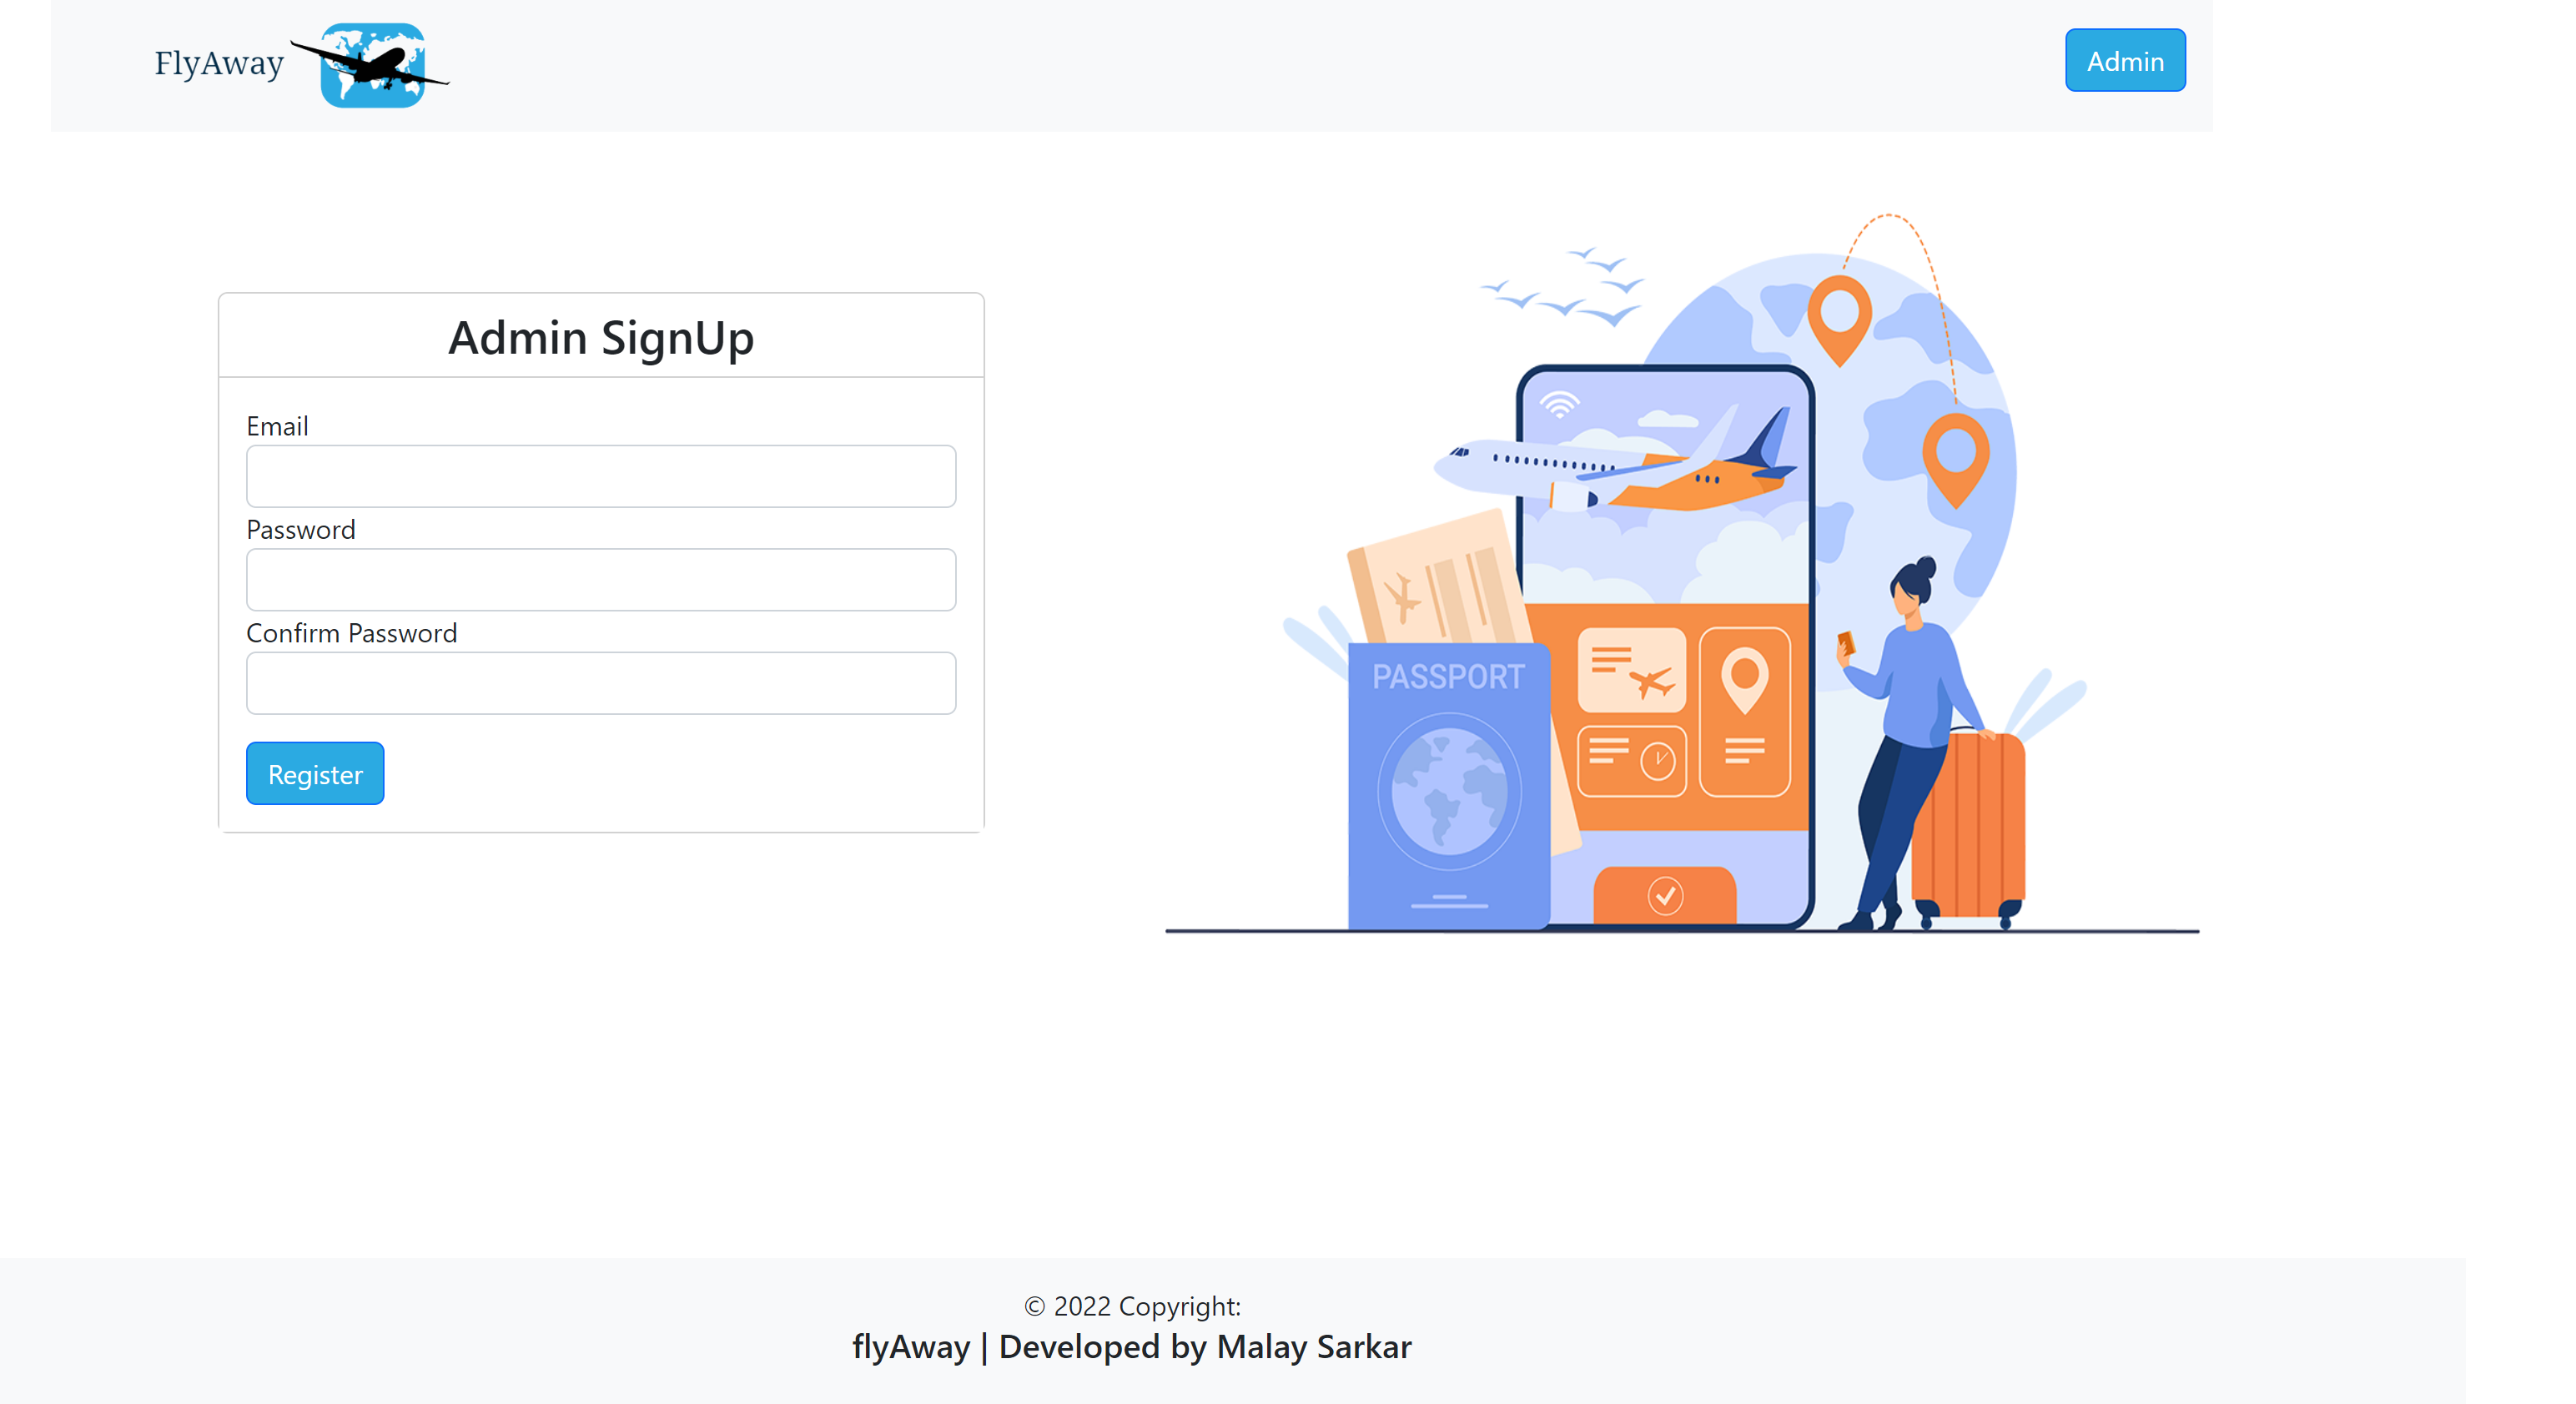 FlyAway
Admin
Admin SignUp
Email
Password
Confirm Password
Register
PASSPORT
© 2022 Copyright:
flyAway | Developed by Malay Sarkar